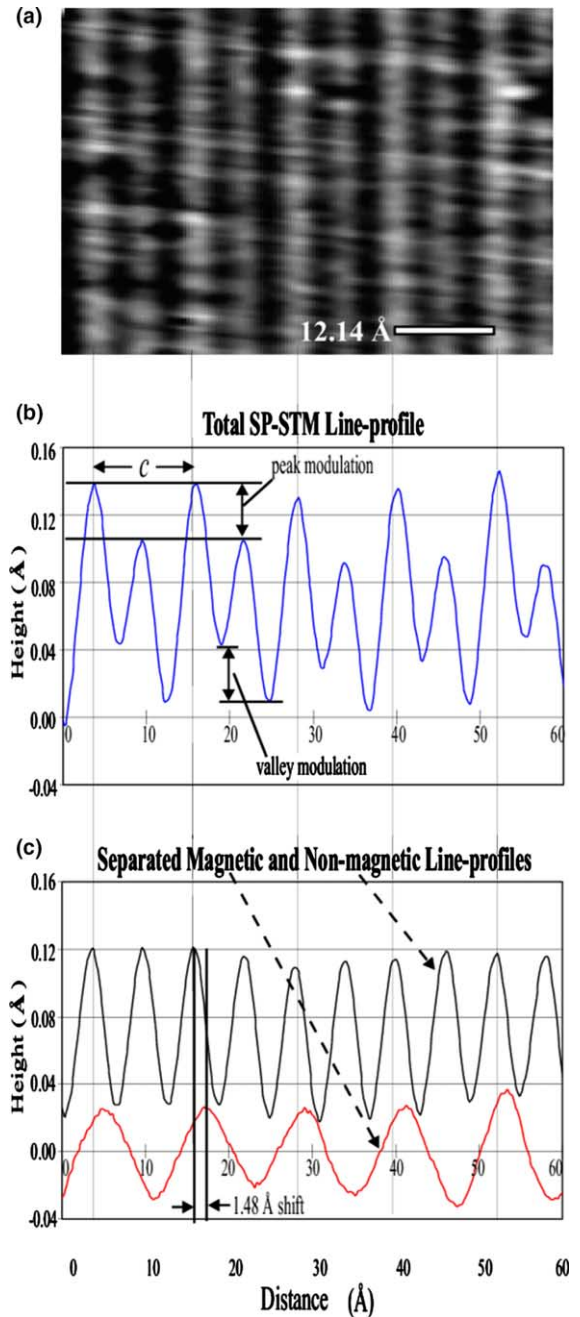 (a)
12.14 Å
(b)
Total SP-STM Line-profile
0.16
0.12
0.08
0.04
0.00
-0.04
Height (Å)
c
peak modulation
valley modulation
0 10 20 30 40 50 60
(c)
Separated Magnetic and Non-magnetic Line-profiles
0.16
0.12
0.08
0.04
0.00
-0.04
Height (Å)
0 10 20 30 40 50 60
1.48 Å shift
0 10 20 30 40 50 60
Distance (Å)